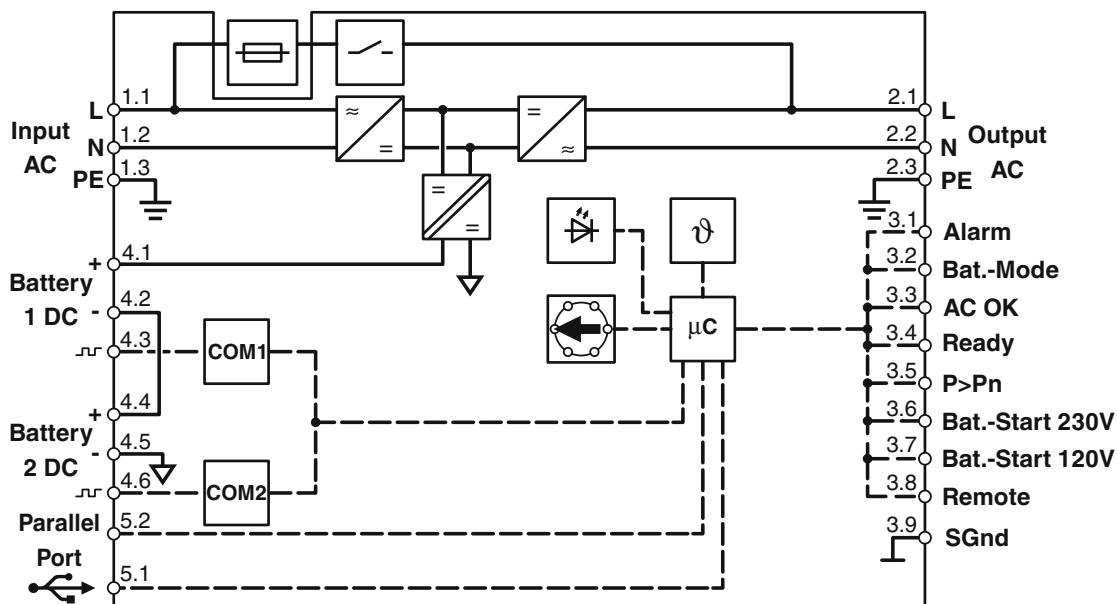 Input
AC
L
1.1
N
1.2
PE
1.3
≈
=
=
≈
=
=
2.1
L
2.2
N
2.3
PE
Output
AC
Battery
1 DC
+
4.1
-
4.2
4.3
COM1
Battery
2 DC
+
4.4
-
4.5
4.6
COM2
Parallel
Port
5.2
5.1
ϑ
µC
3.1
Alarm
3.2
Bat.-Mode
3.3
AC OK
3.4
Ready
3.5
P>Pn
3.6
Bat.-Start 230V
3.7
Bat.-Start 120V
3.8
Remote
3.9
SGnd